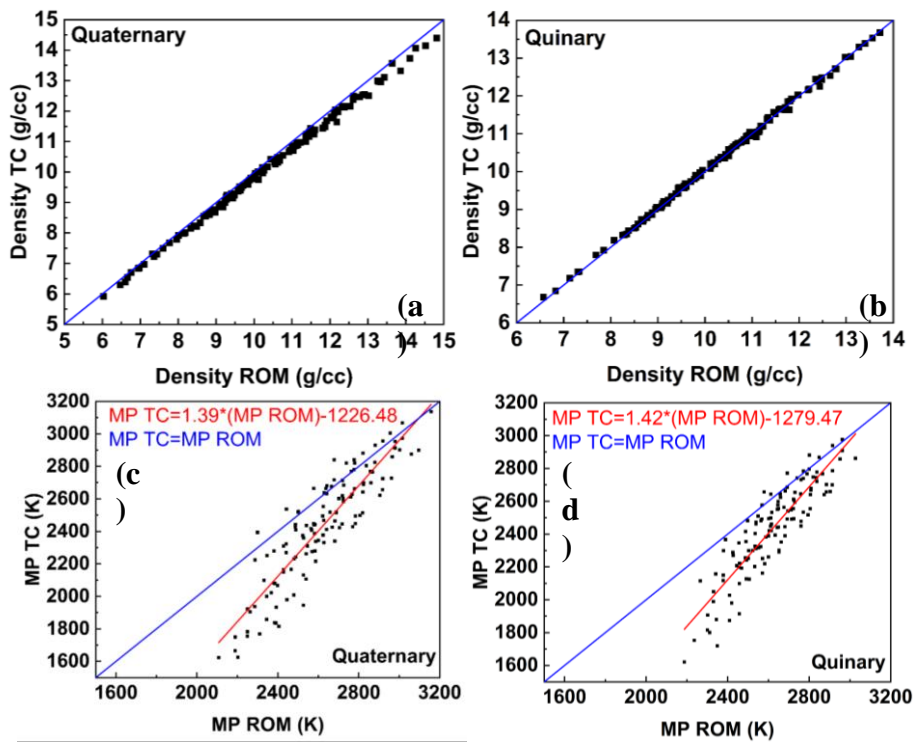 Quaternary
Density TC (g/cc)
15
14
13
12
11
10
9
8
7
6
5
5 6 7 8 9 10 11 12 13 14 15
Density ROM (g/cc)
(a
)
Quinary
Density TC (g/cc)
14
13
12
11
10
9
8
7
6
6 7 8 9 10 11 12 13 14
Density ROM (g/cc)
(b
)
MP TC=1.39*(MP ROM)-1226.48
MP TC=MP ROM
(c
)
MP TC (K)
3200
3000
2800
2600
2400
2200
2000
1800
1600
Quaternary
1600 2000 2400 2800 3200
MP ROM (K)
MP TC=1.42*(MP ROM)-1279.47
MP TC=MP ROM
(
d
)
MP TC (K)
3200
3000
2800
2600
2400
2200
2000
1800
1600
Quinary
1600 2000 2400 2800 3200
MP ROM (K)